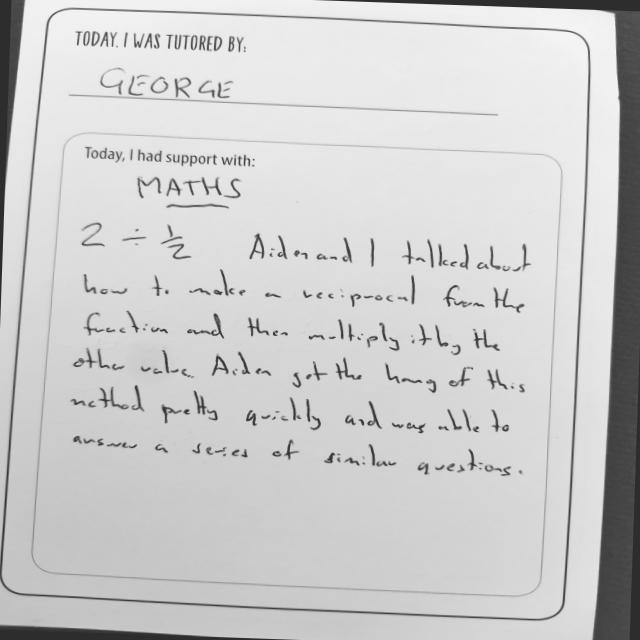 TODAY, I WAS TUTORED BY:
GEORGE
Today, I had support with:
MATHS
2 ÷ 1/2 Aiden and I talked about
how to make a reciprocal from the
fraction and then multiply it by the
other value. Aiden got the hang of this
method pretty quickly and was able to
answer a series of similar questions.